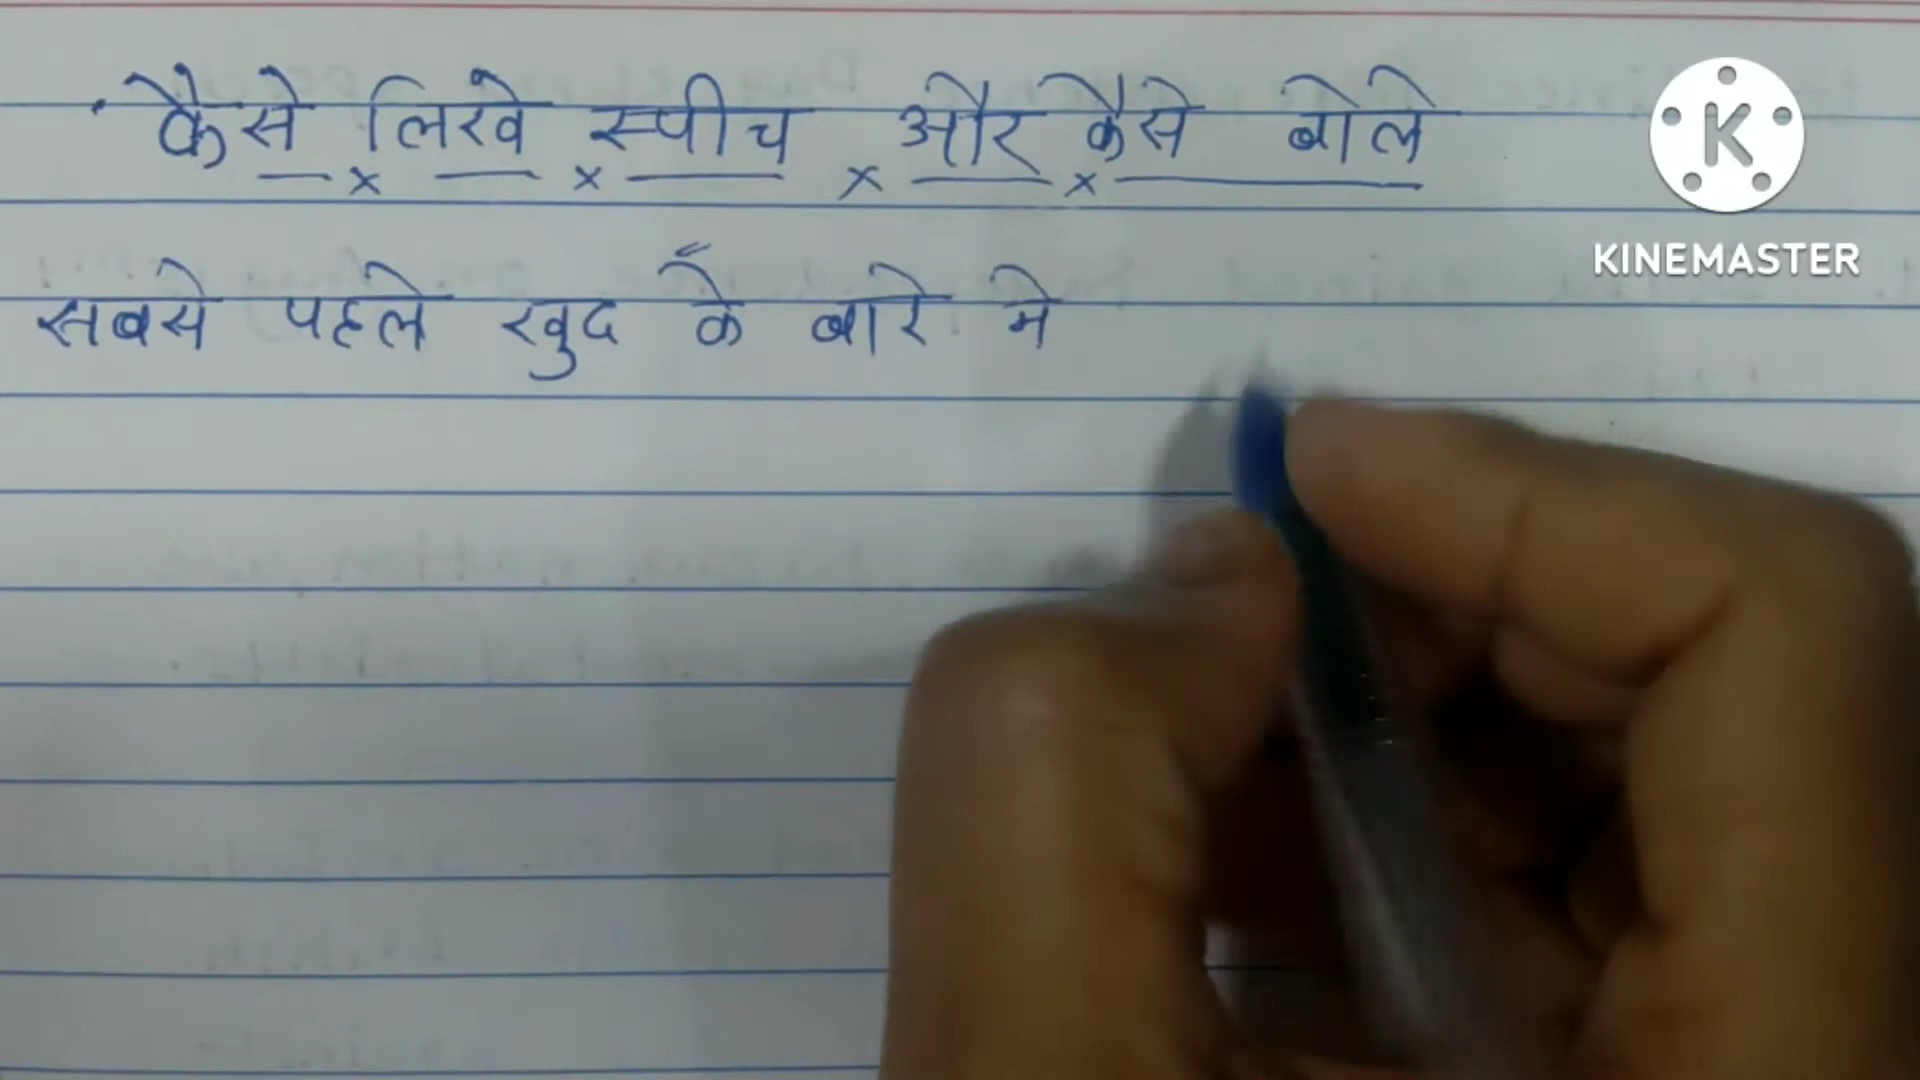 कैसे लिखे स्पीच और कैसे बोले
सबसे पहले खुद के बारे मे
K
KINEMASTER